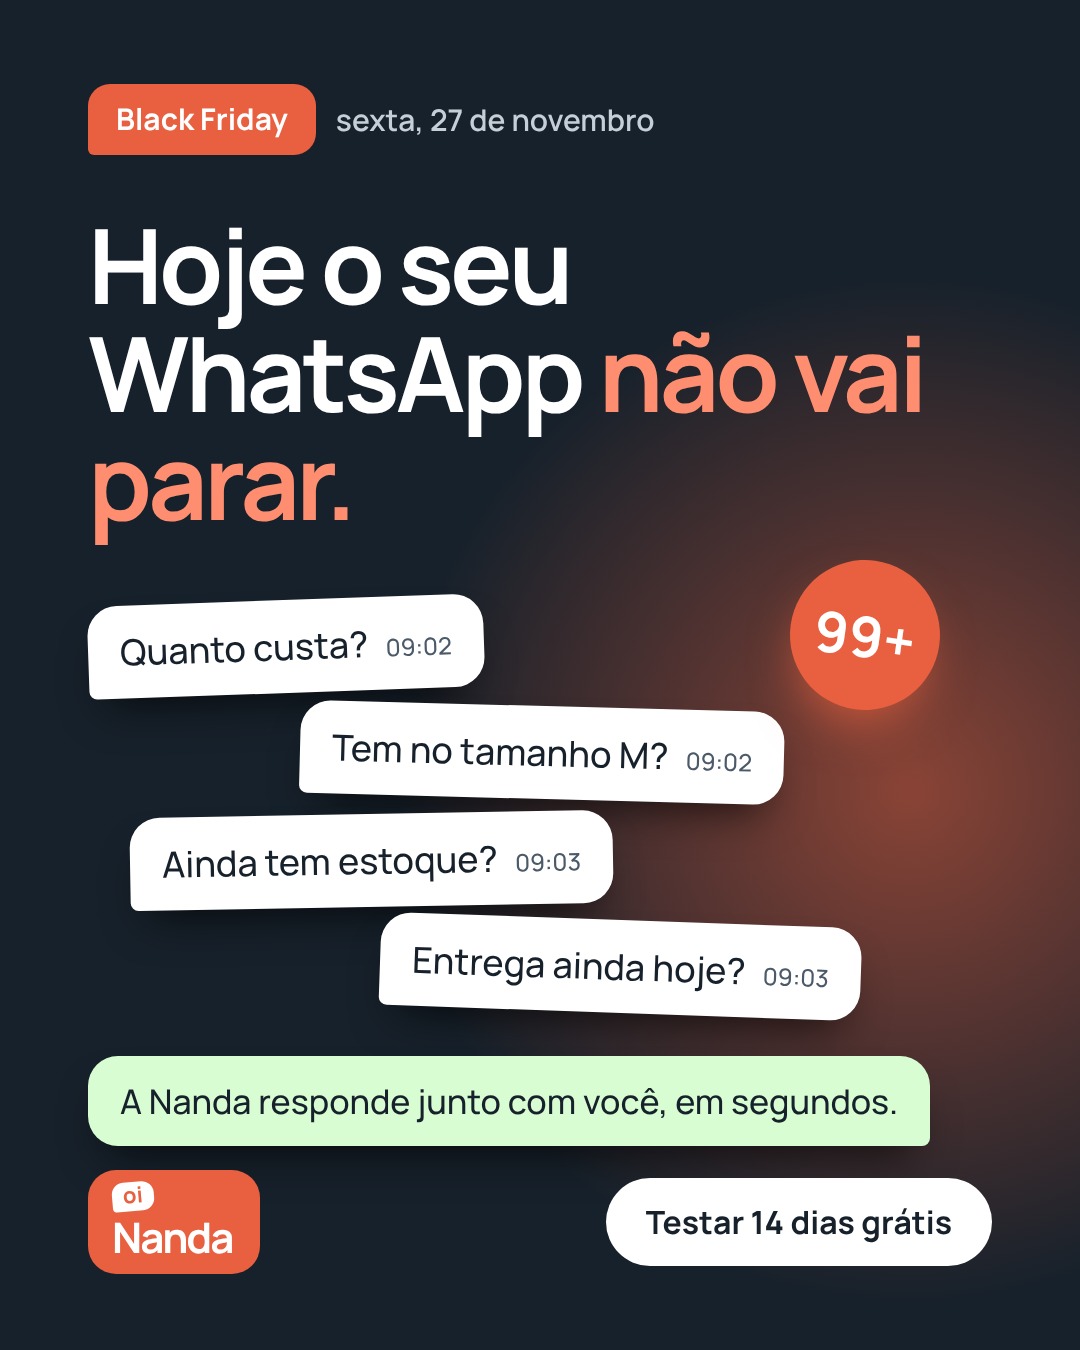 Black Friday sexta, 27 de novembro
Hoje o seu
WhatsApp não vai
parar.
99+
Quanto custa? 09:02
Tem no tamanho M? 09:02
Ainda tem estoque? 09:03
Entrega ainda hoje? 09:03
A Nanda responde junto com você, em segundos.
oi
Nanda
Testar 14 dias grátis